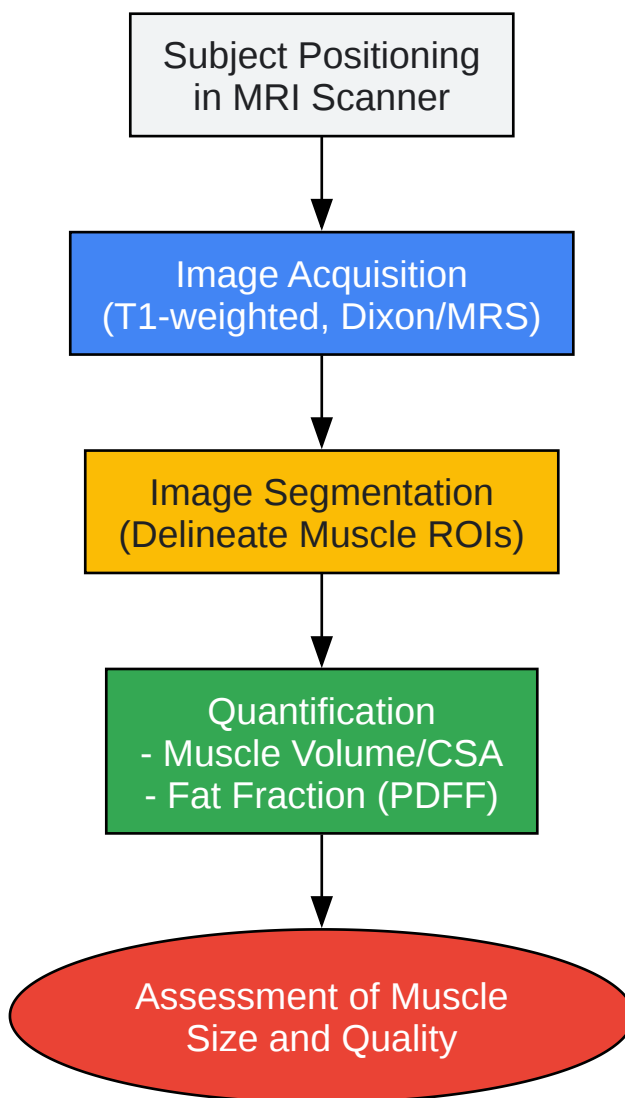 Subject Positioning
in MRI Scanner
Image Acquisition
(T1-weighted, Dixon/MRS)
Image Segmentation
(Delineate Muscle ROIs)
Quantification
- Muscle Volume/CSA
- Fat Fraction (PDFF)
Assessment of Muscle
Size and Quality